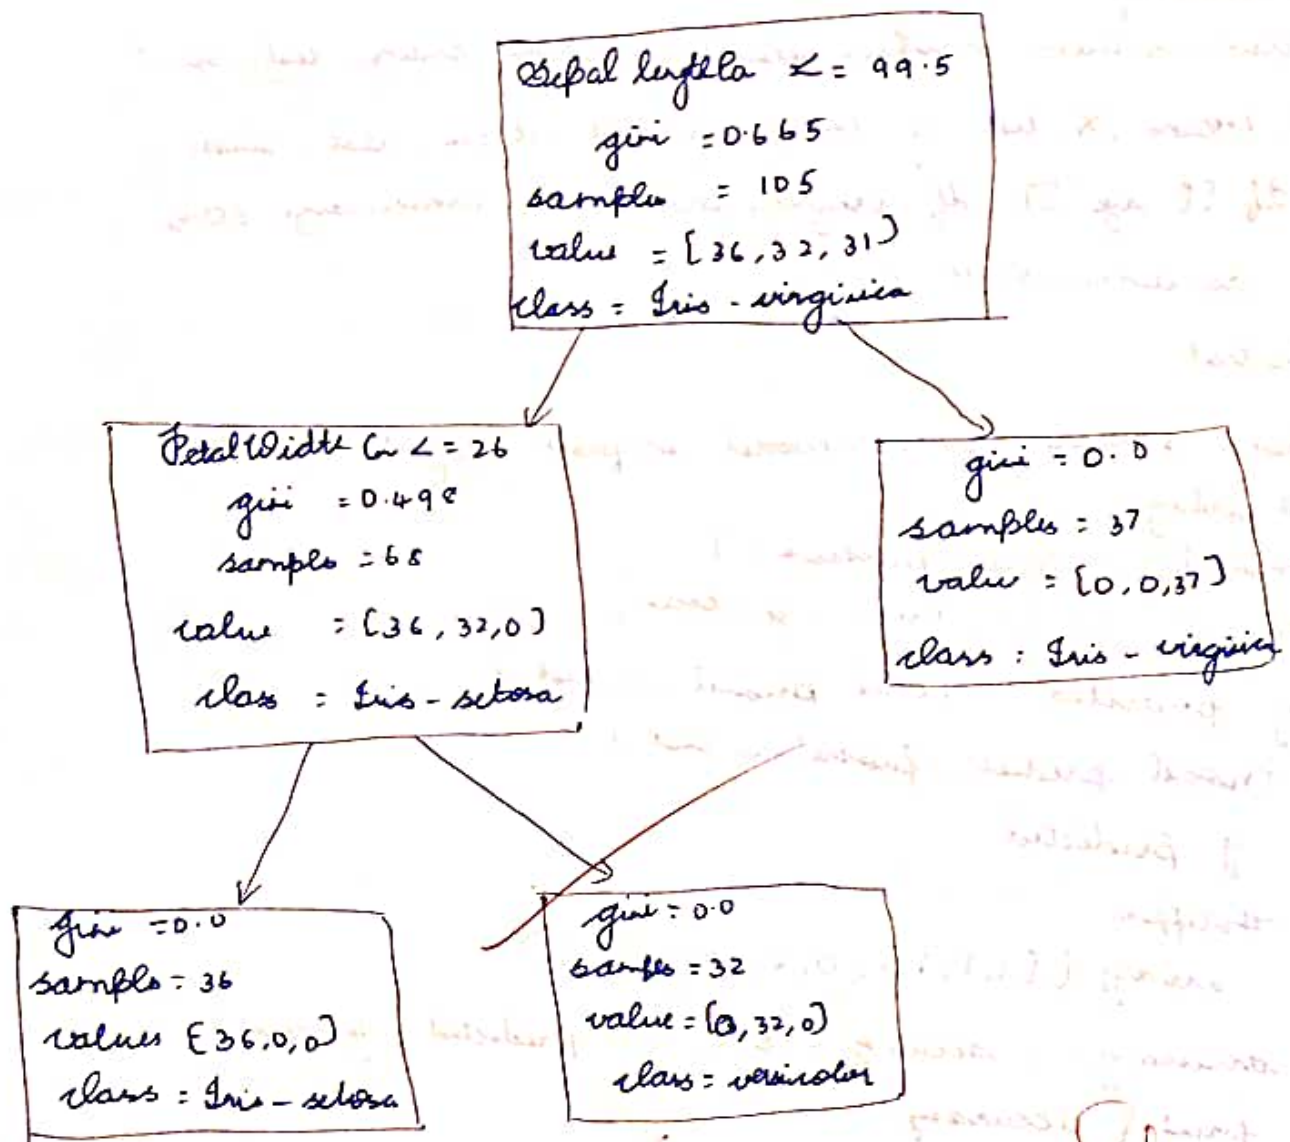 Sepal length <= 99.5
gini = 0.665
samples = 105
value = [36, 32, 31]
class = Iris - virginica
Petal Width Cm <= 26
gini = 0.498
samples = 68
value = [36, 32, 0]
class = Iris - setosa
gini = 0.0
samples = 37
value = [0, 0, 37]
class = Iris - virginica
gini = 0.0
samples = 36
values [36, 0, 0]
class = Iris - setosa
gini = 0.0
samples = 32
value = [0, 32, 0]
class = versicolor